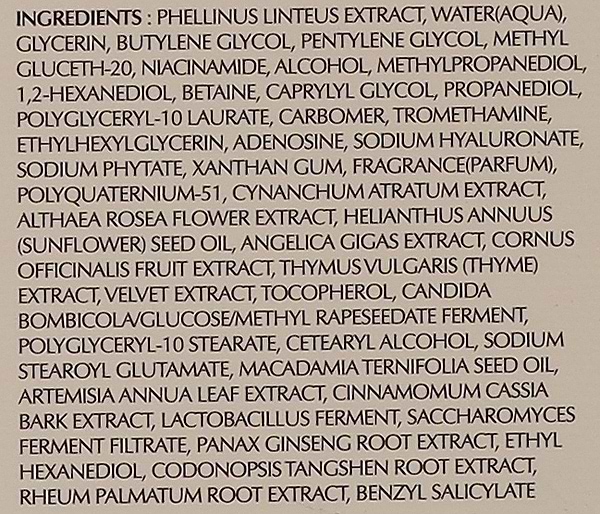 INGREDIENTS : PHELLINUS LINTEUS EXTRACT, WATER(AQUA),
GLYCERIN, BUTYLENE GLYCOL, PENTYLENE GLYCOL, METHYL
GLUCETH-20, NIACINAMIDE, ALCOHOL, METHYLPROPANEDIOL,
1,2-HEXANEDIOL, BETAINE, CAPRYLYL GLYCOL, PROPANEDIOL,
POLYGLYCERYL-10 LAURATE, CARBOMER, TROMETHAMINE,
ETHYLHEXYLGLYCERIN, ADENOSINE, SODIUM HYALURONATE,
SODIUM PHYTATE, XANTHAN GUM, FRAGRANCE(PARFUM),
POLYQUATERNIUM-51, CYNANCHUM ATRATUM EXTRACT,
ALTHAEA ROSEA FLOWER EXTRACT, HELIANTHUS ANNUUS
(SUNFLOWER) SEED OIL, ANGELICA GIGAS EXTRACT, CORNUS
OFFICINALIS FRUIT EXTRACT, THYMUS VULGARIS (THYME)
EXTRACT, VELVET EXTRACT, TOCOPHEROL, CANDIDA
BOMBICOLA/GLUCOSE/METHYL RAPESEEDATE FERMENT,
POLYGLYCERYL-10 STEARATE, CETEARYL ALCOHOL, SODIUM
STEAROYL GLUTAMATE, MACADAMIA TERNIFOLIA SEED OIL,
ARTEMISIA ANNUA LEAF EXTRACT, CINNAMOMUM CASSIA
BARK EXTRACT, LACTOBACILLUS FERMENT, SACCHAROMYCES
FERMENT FILTRATE, PANAX GINSENG ROOT EXTRACT, ETHYL
HEXANEDIOL, CODONOPSIS TANGSHEN ROOT EXTRACT,
RHEUM PALMATUM ROOT EXTRACT, BENZYL SALICYLATE